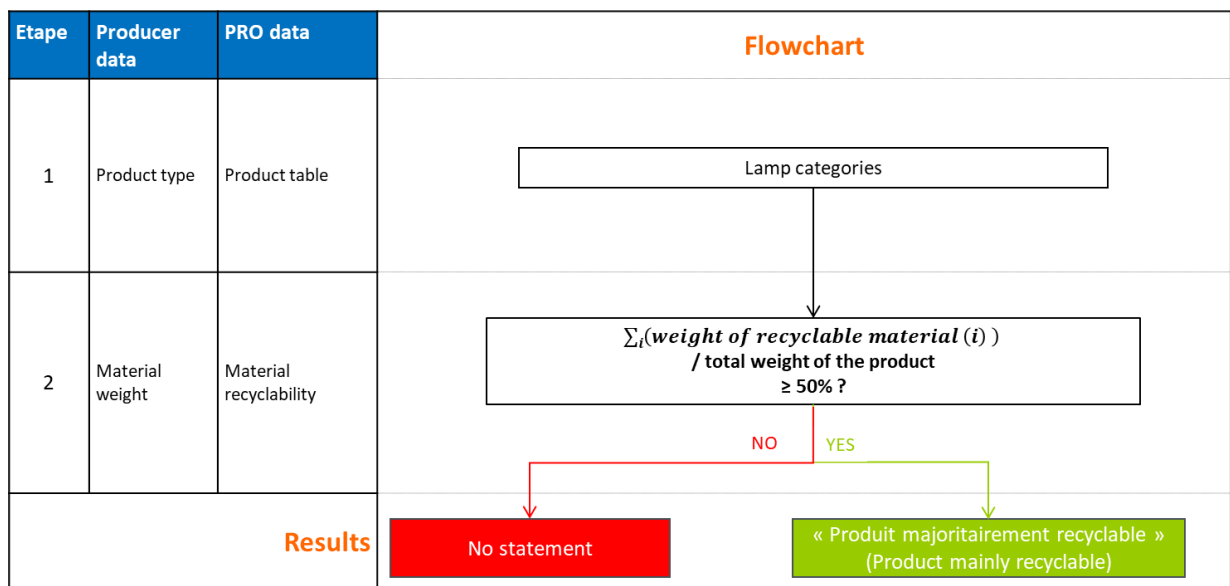 Etape
Producer
data
PRO data
Flowchart
1
Product type
Product table
Lamp categories
2
Material
weight
Material
recyclability
∑i(weight of recyclable material (i) )
/ total weight of the product
≥ 50% ?
NO
YES
Results
No statement
« Produit majoritairement recyclable »
(Product mainly recyclable)